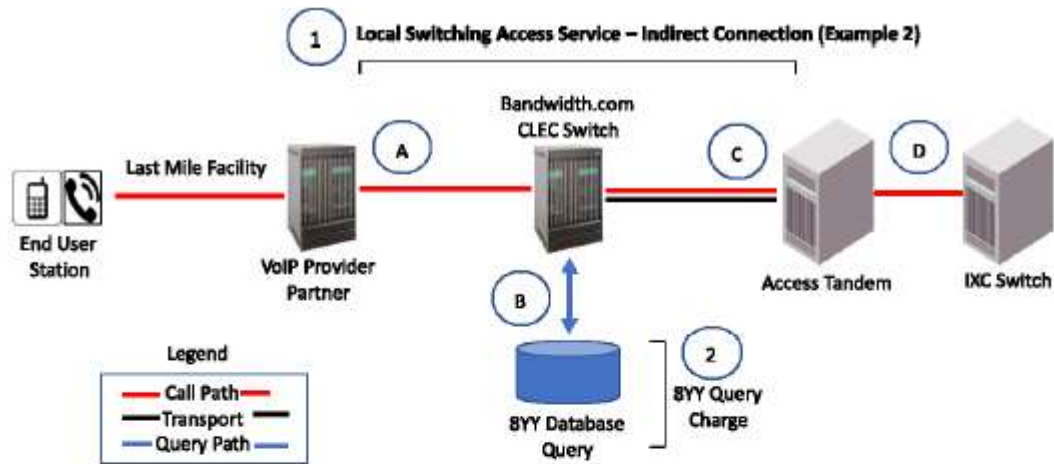 1
Local Switching Access Service – Indirect Connection (Example 2)
Bandwidth.com
CLEC Switch
A
C
D
Last Mile Facility
End User
Station
VoIP Provider
Partner
Access Tandem
IXC Switch
B
2
8YY Query
Charge
8YY Database
Query
Legend
Call Path
Transport
Query Path